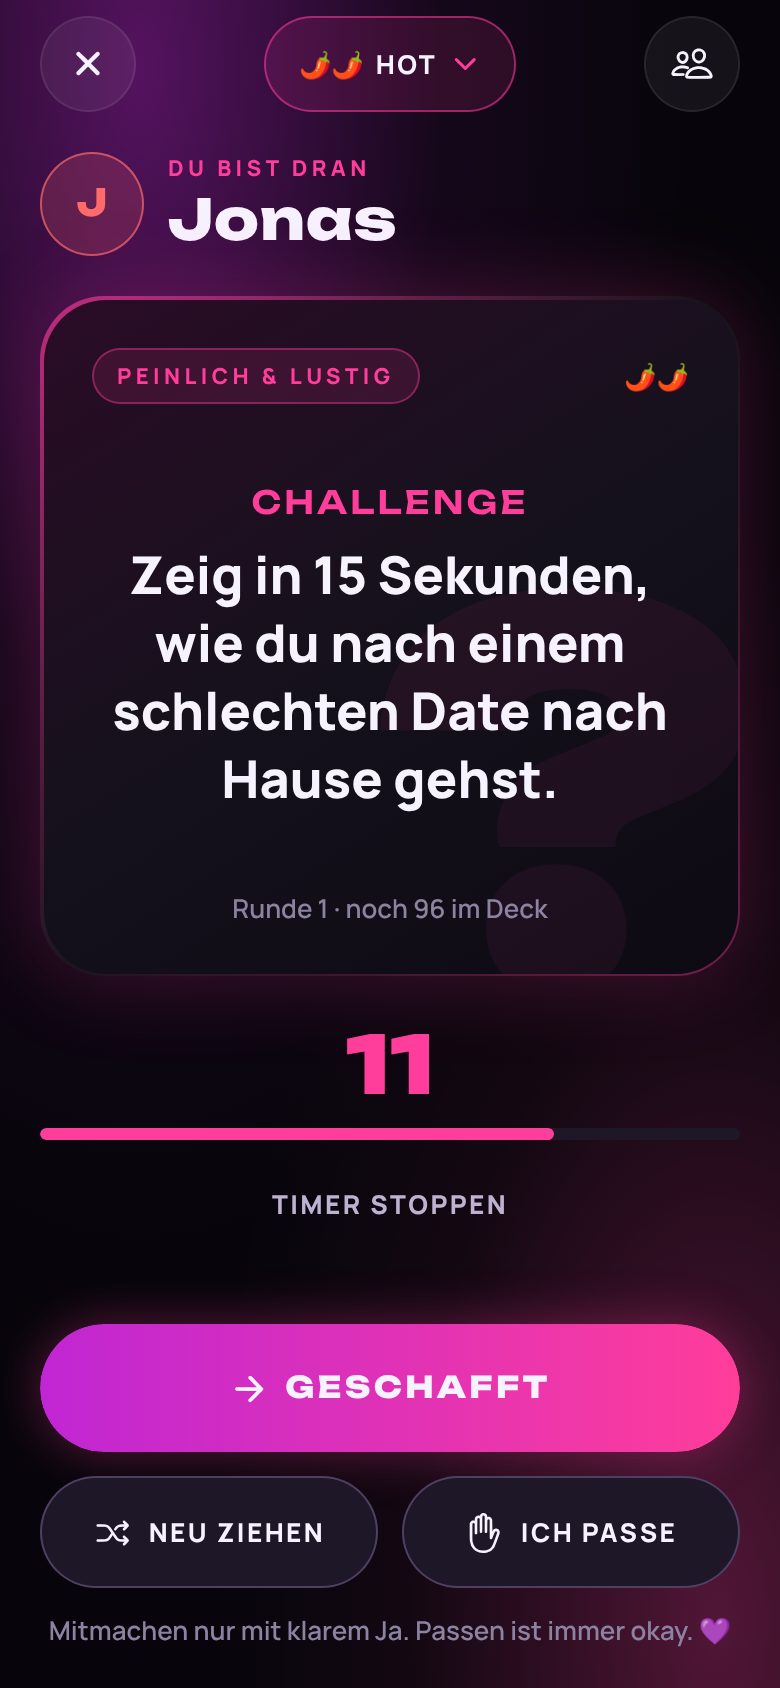 HOT
DU BIST DRAN
J
Jonas
PEINLICH & LUSTIG
CHALLENGE
Zeig in 15 Sekunden,
wie du nach einem
schlechten Date nach
Hause gehst.
Runde 1 · noch 96 im Deck
11
TIMER STOPPEN
→ GESCHAFFT
NEU ZIEHEN
ICH PASSE
Mitmachen nur mit klarem Ja. Passen ist immer okay. 💜